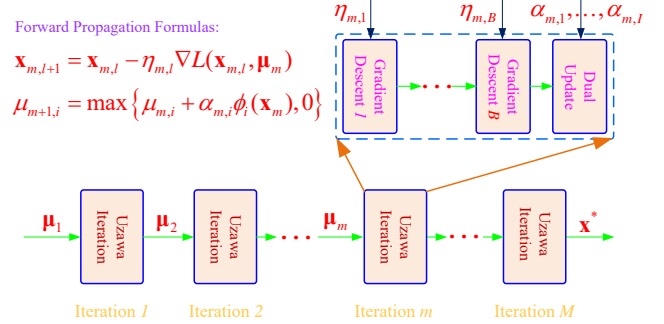 Forward Propagation Formulas:
𝐱_{m,l+1} = 𝐱_{m,l} − η_{m,l}∇L(𝐱_{m,l}, 𝛍_m)
μ_{m+1,i} = max{μ_{m,i} + α_{m,i}ϕ_i(𝐱_m), 0}
η_{m,1} η_{m,B} α_{m,1},…,α_{m,I}
Gradient
Descent 1
···
Gradient
Descent B
Dual
Update
𝛍_1
Uzawa
Iteration
𝛍_2
Uzawa
Iteration
···
𝛍_m
Uzawa
Iteration
···
Uzawa
Iteration
𝐱^*
Iteration 1 Iteration 2 Iteration m Iteration M